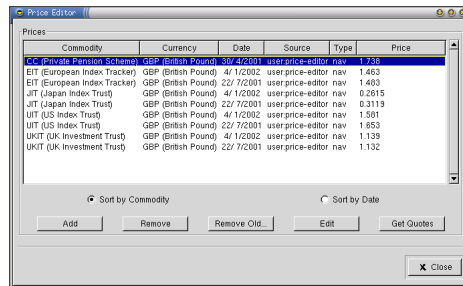 Price Editor
Prices
Commodity Currency Date Source Type Price
CC (Private Pension Scheme) GBP (British Pound) 30/ 4/2001 user:price-editor nav 1.738
EIT (European Index Tracker) GBP (British Pound) 4/ 1/2002 user:price-editor nav 1.463
EIT (European Index Tracker) GBP (British Pound) 22/ 7/2001 user:price-editor nav 1.483
JIT (Japan Index Trust) GBP (British Pound) 4/ 1/2002 user:price-editor nav 0.2615
JIT (Japan Index Trust) GBP (British Pound) 22/ 7/2001 user:price-editor nav 0.3119
UIT (US Index Trust) GBP (British Pound) 4/ 1/2002 user:price-editor nav 1.581
UIT (US Index Trust) GBP (British Pound) 22/ 7/2001 user:price-editor nav 1.653
UKIT (UK Investment Trust) GBP (British Pound) 4/ 1/2002 user:price-editor nav 1.139
UKIT (UK Investment Trust) GBP (British Pound) 22/ 7/2001 user:price-editor nav 1.132
Sort by Commodity Sort by Date
Add Remove Remove Old... Edit Get Quotes
Close